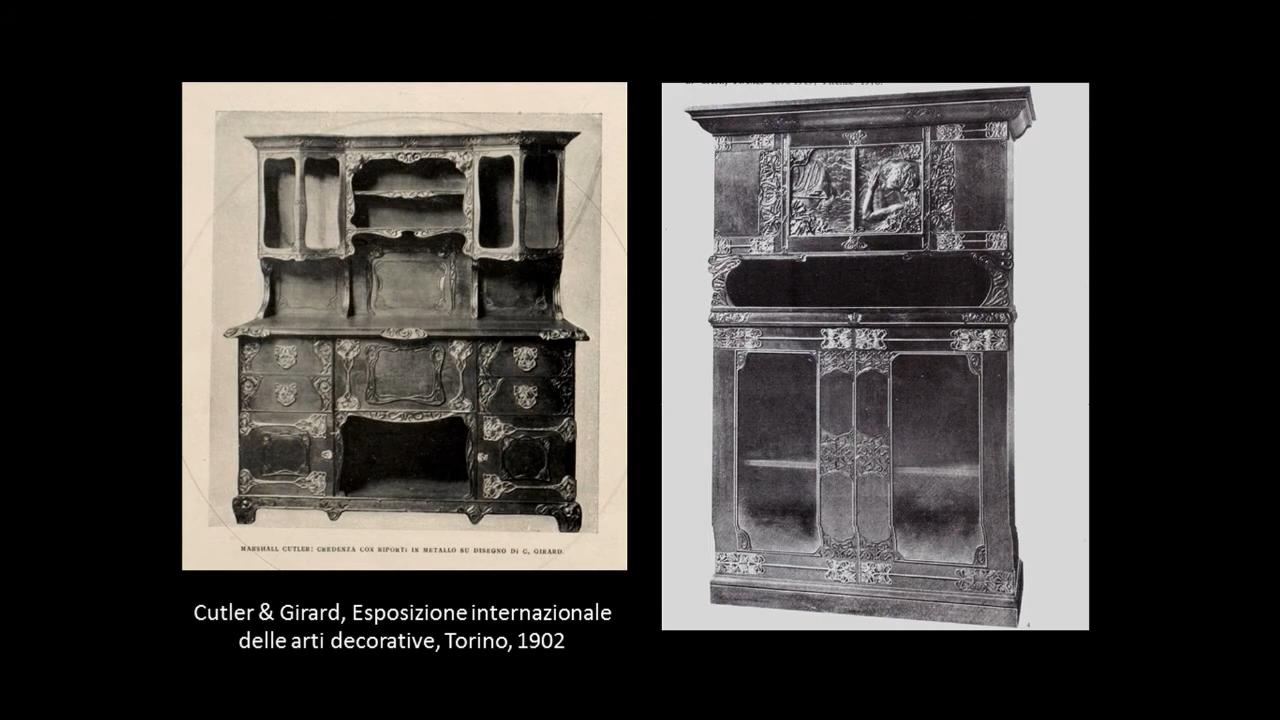 MARSHALL CUTLER: CREDENZA CON RIPORTI IN METALLO SU DISEGNO DI C. GIRARD.
Cutler & Girard, Esposizione internazionale
delle arti decorative, Torino, 1902
4